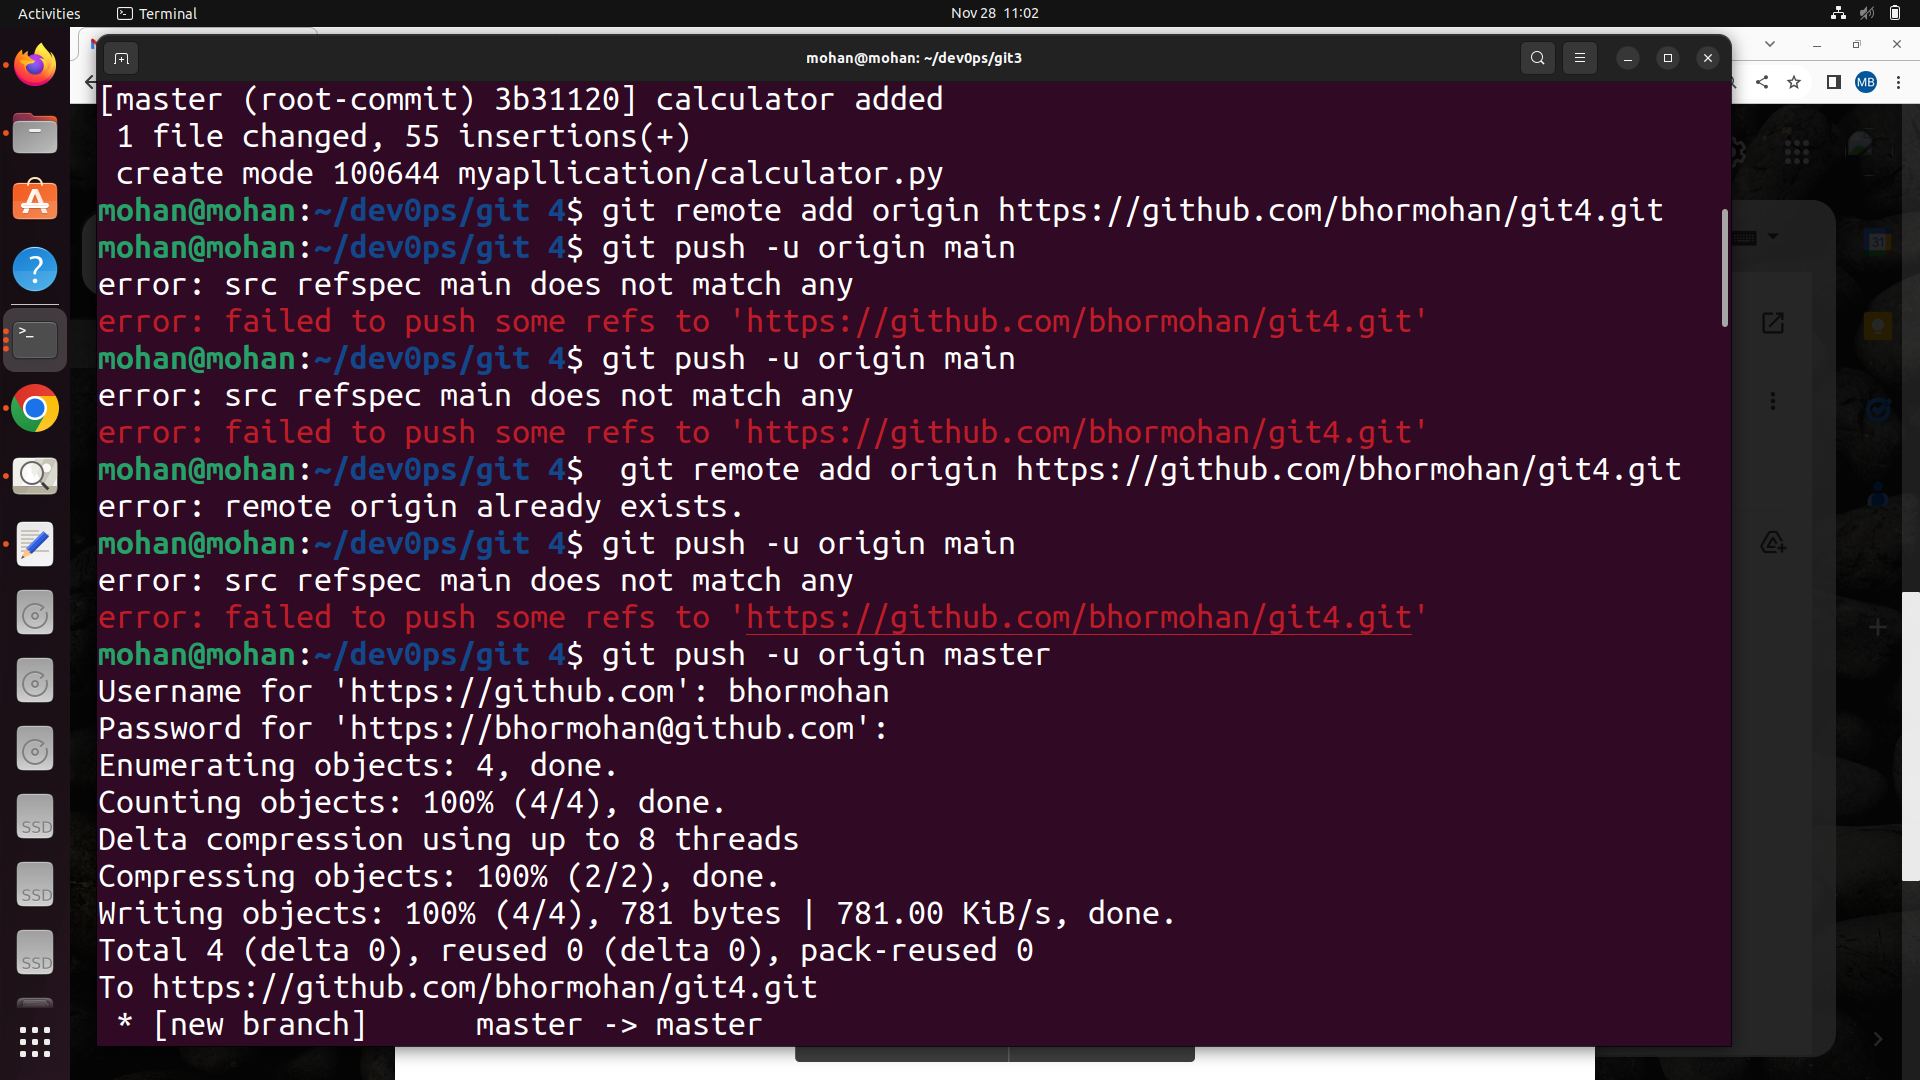 Activities
Terminal
Nov 28 11:02
mohan@mohan: ~/dev0ps/git3
MB
[master (root-commit) 3b31120] calculator added
 1 file changed, 55 insertions(+)
 create mode 100644 myapllication/calculator.py
mohan@mohan:~/dev0ps/git 4$ git remote add origin https://github.com/bhormohan/git4.git
mohan@mohan:~/dev0ps/git 4$ git push -u origin main
error: src refspec main does not match any
error: failed to push some refs to 'https://github.com/bhormohan/git4.git'
mohan@mohan:~/dev0ps/git 4$ git push -u origin main
error: src refspec main does not match any
error: failed to push some refs to 'https://github.com/bhormohan/git4.git'
mohan@mohan:~/dev0ps/git 4$  git remote add origin https://github.com/bhormohan/git4.git
error: remote origin already exists.
mohan@mohan:~/dev0ps/git 4$ git push -u origin main
error: src refspec main does not match any
error: failed to push some refs to 'https://github.com/bhormohan/git4.git'
mohan@mohan:~/dev0ps/git 4$ git push -u origin master
Username for 'https://github.com': bhormohan
Password for 'https://bhormohan@github.com':
Enumerating objects: 4, done.
Counting objects: 100% (4/4), done.
Delta compression using up to 8 threads
Compressing objects: 100% (2/2), done.
Writing objects: 100% (4/4), 781 bytes | 781.00 KiB/s, done.
Total 4 (delta 0), reused 0 (delta 0), pack-reused 0
To https://github.com/bhormohan/git4.git
 * [new branch]      master -> master
SSD
SSD
SSD
31